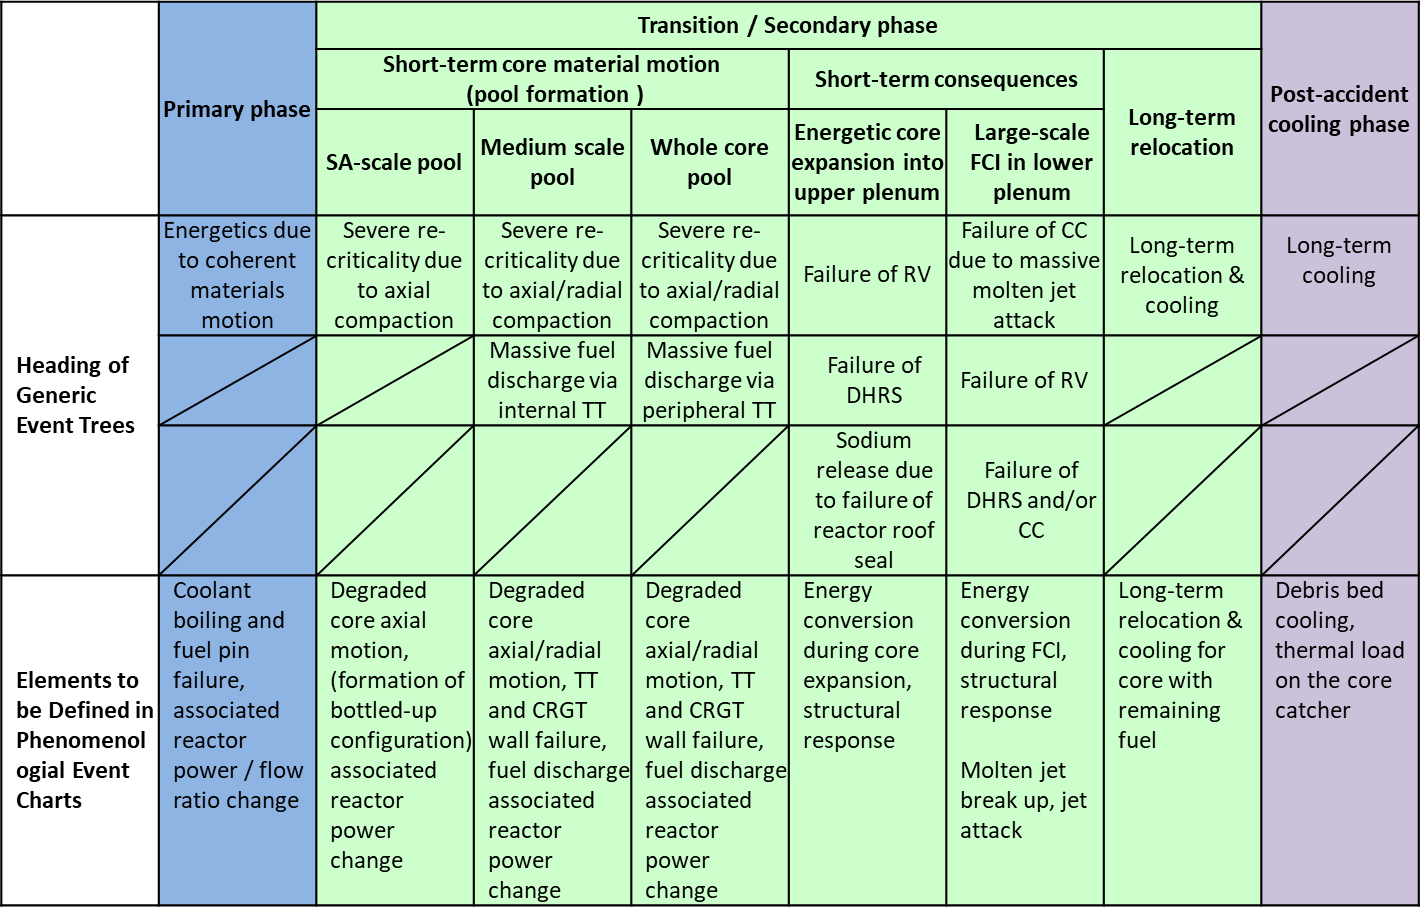 Transition / Secondary phase
Primary phase
Short-term core material motion
(pool formation )
Short-term consequences
Long-term
relocation
Post-accident
cooling phase
SA-scale pool
Medium scale
pool
Whole core
pool
Energetic core
expansion into
upper plenum
Large-scale
FCI in lower
plenum
Heading of
Generic
Event Trees
Energetics due
to coherent
materials
motion
Severe re-
criticality due
to axial
compaction
Severe re-
criticality due
to axial/radial
compaction
Severe re-
criticality due
to axial/radial
compaction
Failure of RV
Failure of CC
due to massive
molten jet
attack
Long-term
relocation &
cooling
Long-term
cooling
Massive fuel
discharge via
internal TT
Massive fuel
discharge via
peripheral TT
Failure of
DHRS
Failure of RV
Sodium
release due
to failure of
reactor roof
seal
Failure of
DHRS and/or
CC
Elements to
be Defined in
Phenomenol
ogial Event
Charts
Coolant
boiling and
fuel pin
failure,
associated
reactor
power / flow
ratio change
Degraded
core axial
motion,
(formation of
bottled-up
configuration)
associated
reactor
power
change
Degraded
core
axial/radial
motion, TT
and CRGT
wall failure,
fuel discharge
associated
reactor
power
change
Degraded
core
axial/radial
motion, TT
and CRGT
wall failure,
fuel discharge
associated
reactor
power
change
Energy
conversion
during core
expansion,
structural
response
Energy
conversion
during FCI,
structural
response
Molten jet
break up, jet
attack
Long-term
relocation &
cooling for
core with
remaining
fuel
Debris bed
cooling,
thermal load
on the core
catcher